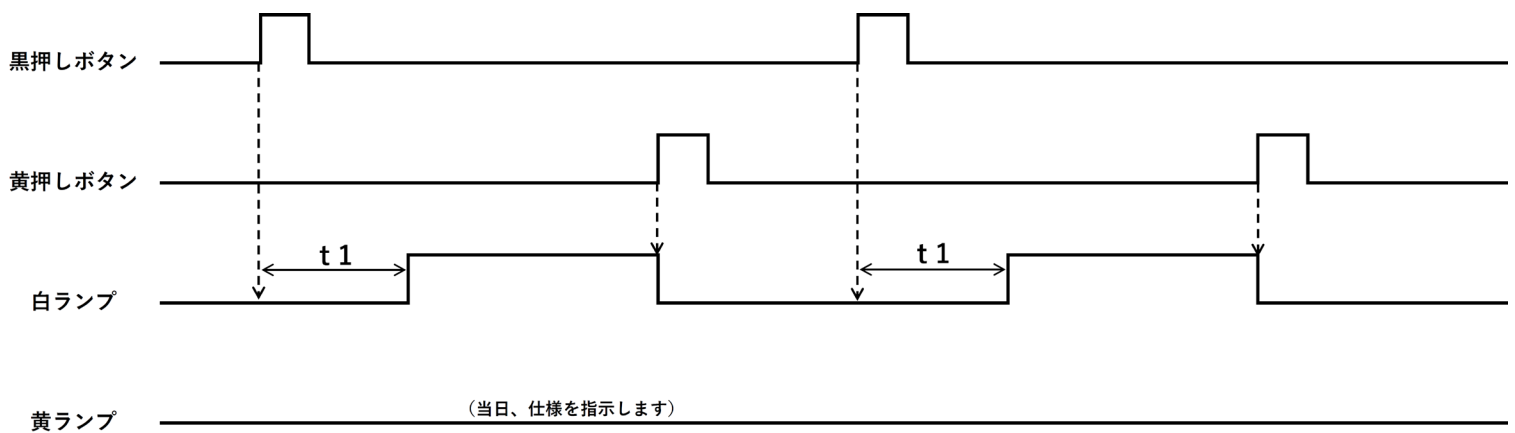 黒押しボタン
黄押しボタン
t 1
t 1
白ランプ
(当日、仕様を指示します)
黄ランプ